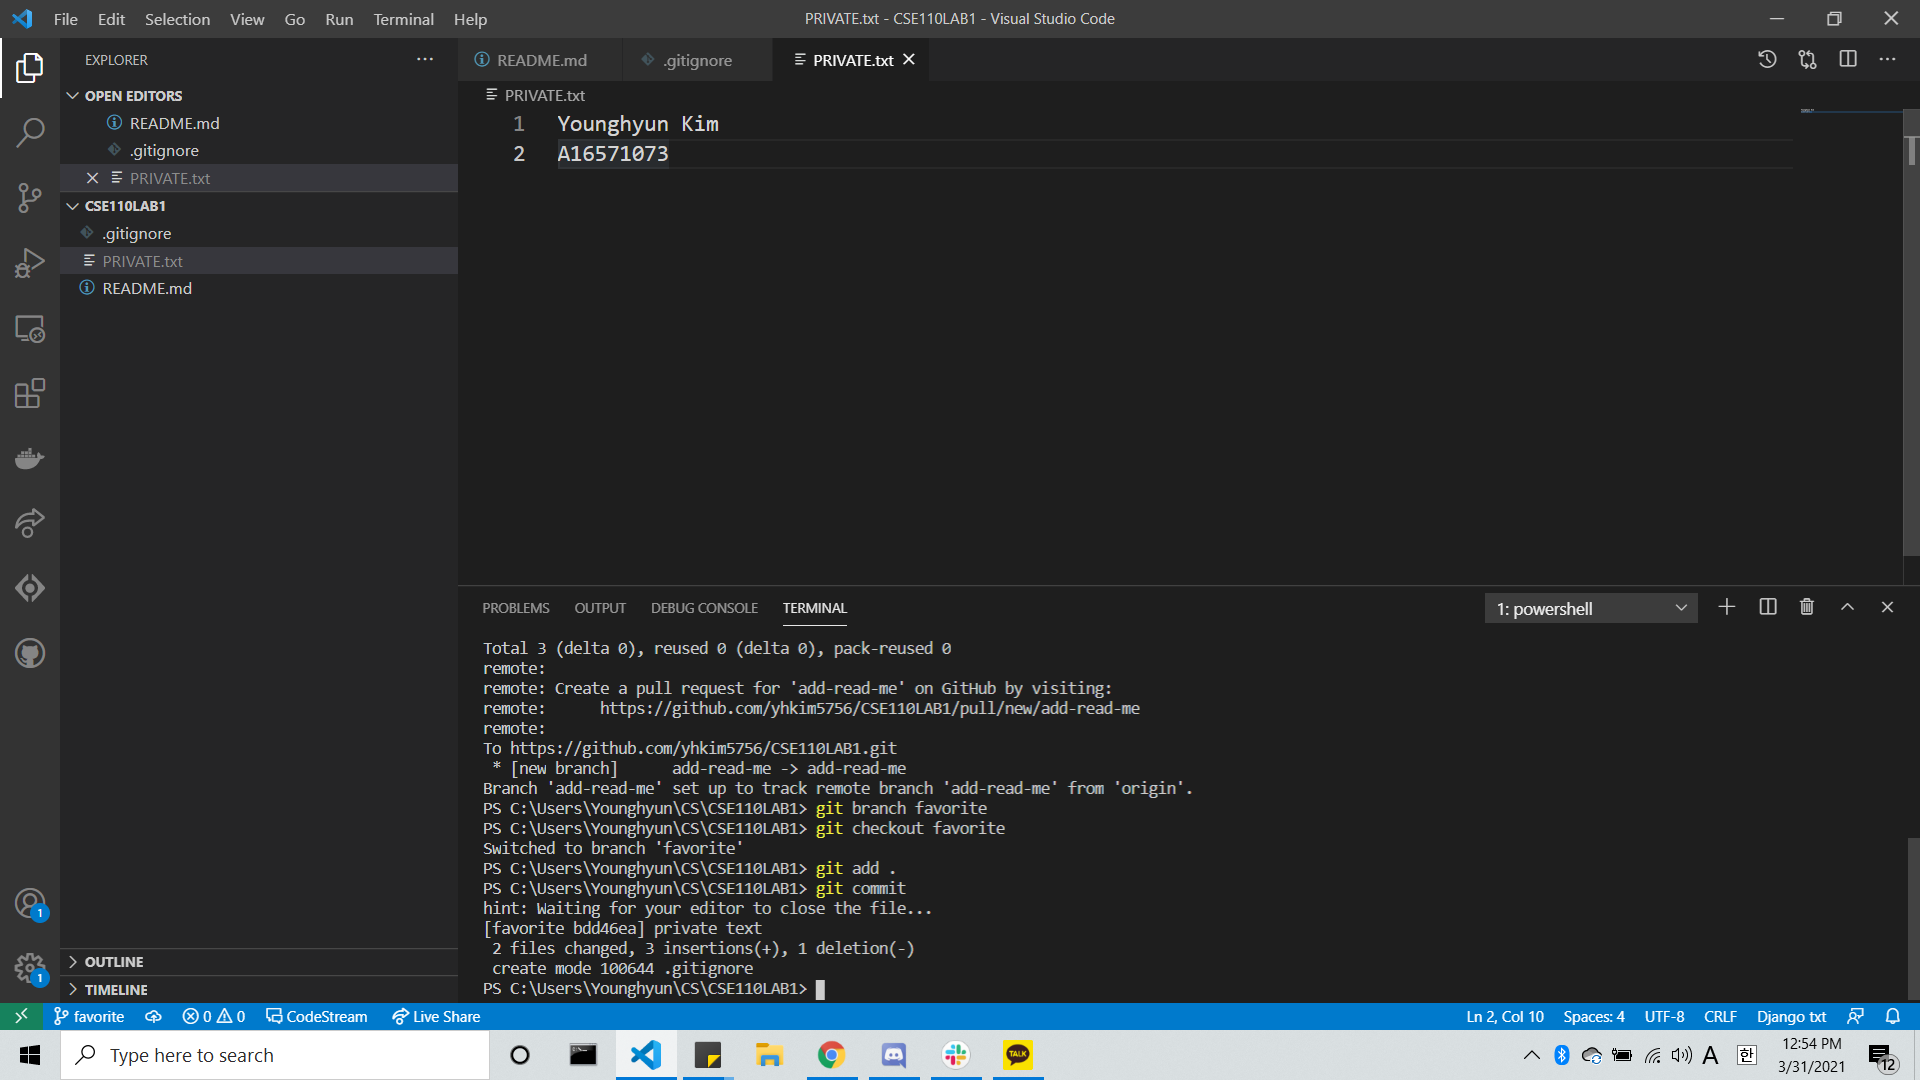 File Edit Selection View Go Run Terminal Help
PRIVATE.txt - CSE110LAB1 - Visual Studio Code
EXPLORER
OPEN EDITORS
README.md
.gitignore
PRIVATE.txt
CSE110LAB1
.gitignore
PRIVATE.txt
README.md
OUTLINE
TIMELINE
README.md .gitignore PRIVATE.txt
PRIVATE.txt
1 Younghyun Kim
2 A16571073
PROBLEMS OUTPUT DEBUG CONSOLE TERMINAL
1: powershell
Total 3 (delta 0), reused 0 (delta 0), pack-reused 0
remote:
remote: Create a pull request for 'add-read-me' on GitHub by visiting:
remote:      https://github.com/yhkim5756/CSE110LAB1/pull/new/add-read-me
remote:
To https://github.com/yhkim5756/CSE110LAB1.git
 * [new branch]      add-read-me -> add-read-me
Branch 'add-read-me' set up to track remote branch 'add-read-me' from 'origin'.
PS C:\Users\Younghyun\CS\CSE110LAB1> git branch favorite
PS C:\Users\Younghyun\CS\CSE110LAB1> git checkout favorite
Switched to branch 'favorite'
PS C:\Users\Younghyun\CS\CSE110LAB1> git add .
PS C:\Users\Younghyun\CS\CSE110LAB1> git commit
hint: Waiting for your editor to close the file...
[favorite bdd46ea] private text
 2 files changed, 3 insertions(+), 1 deletion(-)
 create mode 100644 .gitignore
PS C:\Users\Younghyun\CS\CSE110LAB1>
1
1
favorite 0 0 CodeStream Live Share
Ln 2, Col 10 Spaces: 4 UTF-8 CRLF Django txt
Type here to search
TALK
A 한
12:54 PM
3/31/2021
12